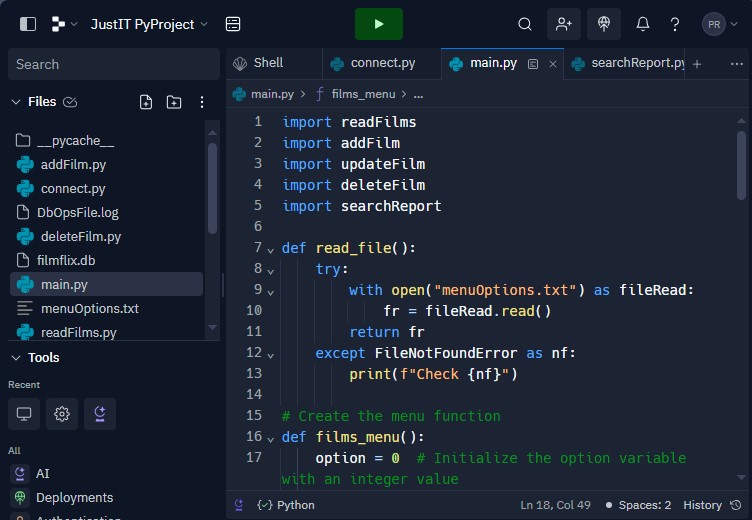 JustIT PyProject
PR
Search
Files
__pycache__
addFilm.py
connect.py
DbOpsFile.log
deleteFilm.py
filmflix.db
main.py
menuOptions.txt
readFilms.py
Tools
Recent
All
AI
Deployments
Authentication
Shell
connect.py
main.py
searchReport.py
main.py > films_menu > ...
1 import readFilms
2 import addFilm
3 import updateFilm
4 import deleteFilm
5 import searchReport
6
7 def read_file():
8 try:
9 with open("menuOptions.txt") as fileRead:
10 fr = fileRead.read()
11 return fr
12 except FileNotFoundError as nf:
13 print(f"Check {nf}")
14
15 # Create the menu function
16 def films_menu():
17 option = 0 # Initialize the option variable
with an integer value
Python
Ln 18, Col 49
Spaces: 2
History